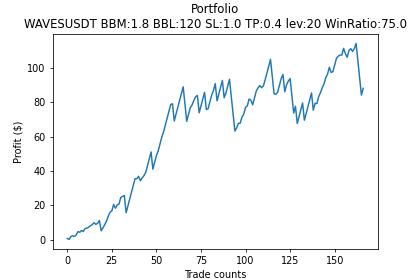 Portfolio
WAVESUSDT BBM:1.8 BBL:120 SL:1.0 TP:0.4 lev:20 WinRatio:75.0
Profit ($)
100
80
60
40
20
0
0 25 50 75 100 125 150
Trade counts